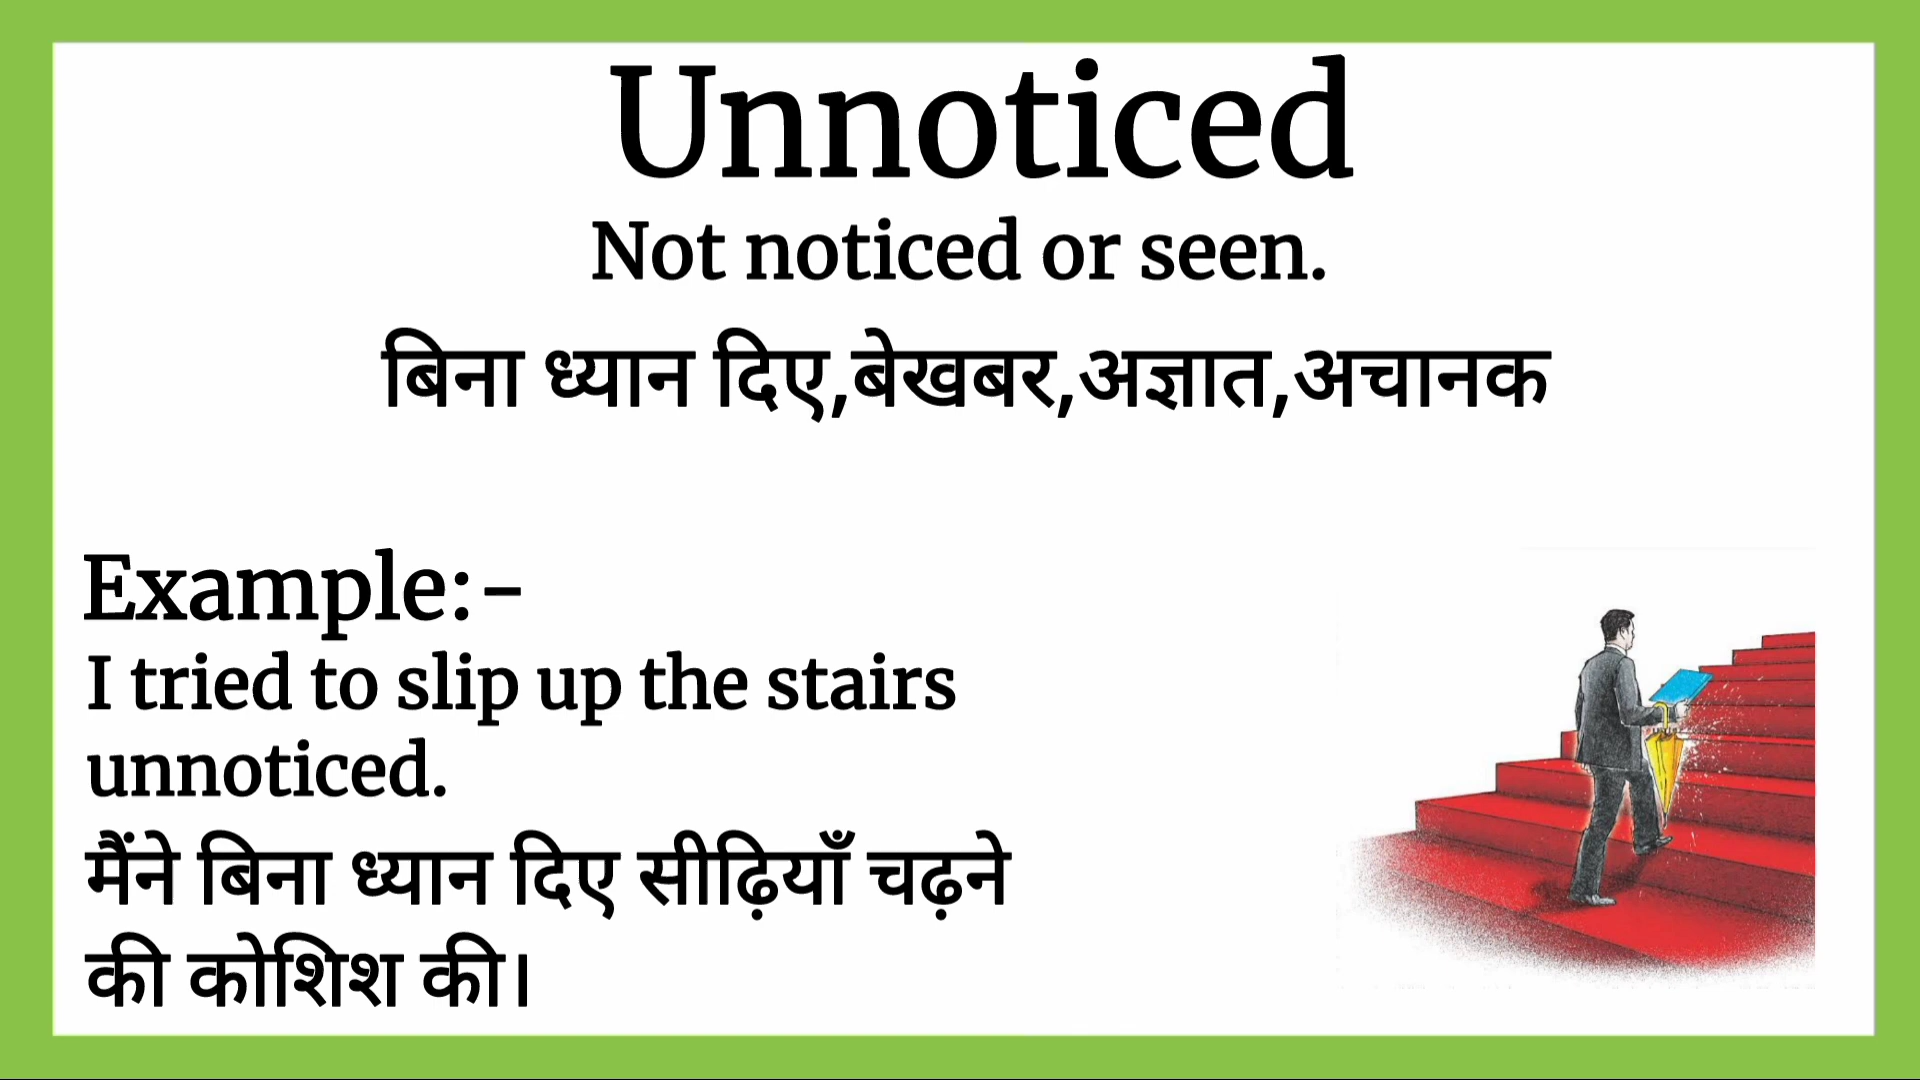 Unnoticed
Not noticed or seen.
बिना ध्यान दिए,बेखबर,अज्ञात,अचानक
Example:-
I tried to slip up the stairs
unnoticed.
मैंने बिना ध्यान दिए सीढ़ियाँ चढ़ने
की कोशिश की।